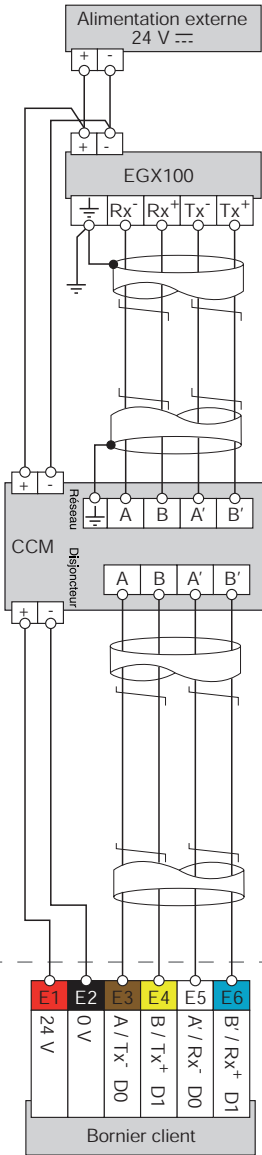 Alimentation externe
24 V ⎓
+ -
+ -
EGX100
⏚ Rx⁻ Rx⁺ Tx⁻ Tx⁺
+ -
Réseau
⏚ A B A′ B′
CCM
Disjoncteur
A B A′ B′
+ -
E1 E2 E3 E4 E5 E6
24 V
0 V
A / Tx⁻ D0
B / Tx⁺ D1
A′ / Rx⁻ D0
B′ / Rx⁺ D1
Bornier client